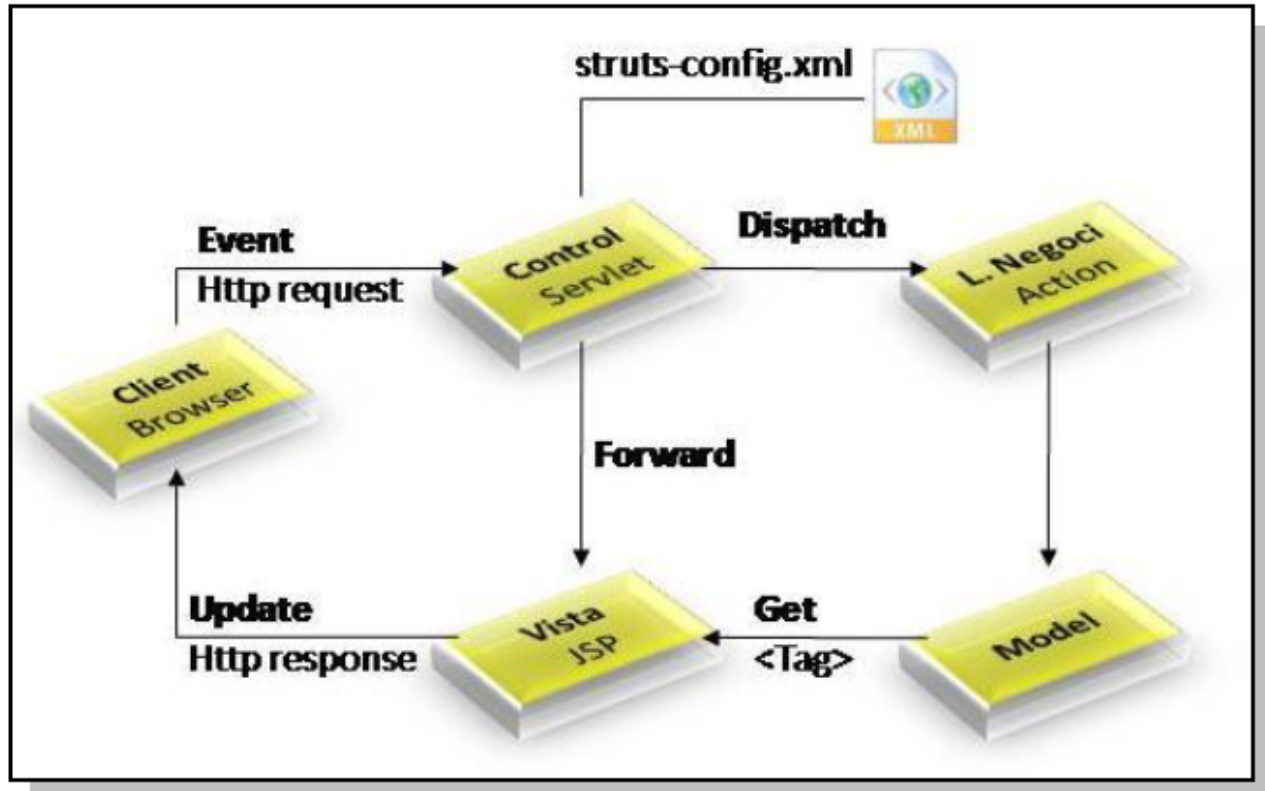 struts-config.xml
XML
Event
Http request
Control
Servlet
Dispatch
L. Negoci
Action
Client
Browser
Forward
Update
Http response
Vista
JSP
Get
<Tag>
Model